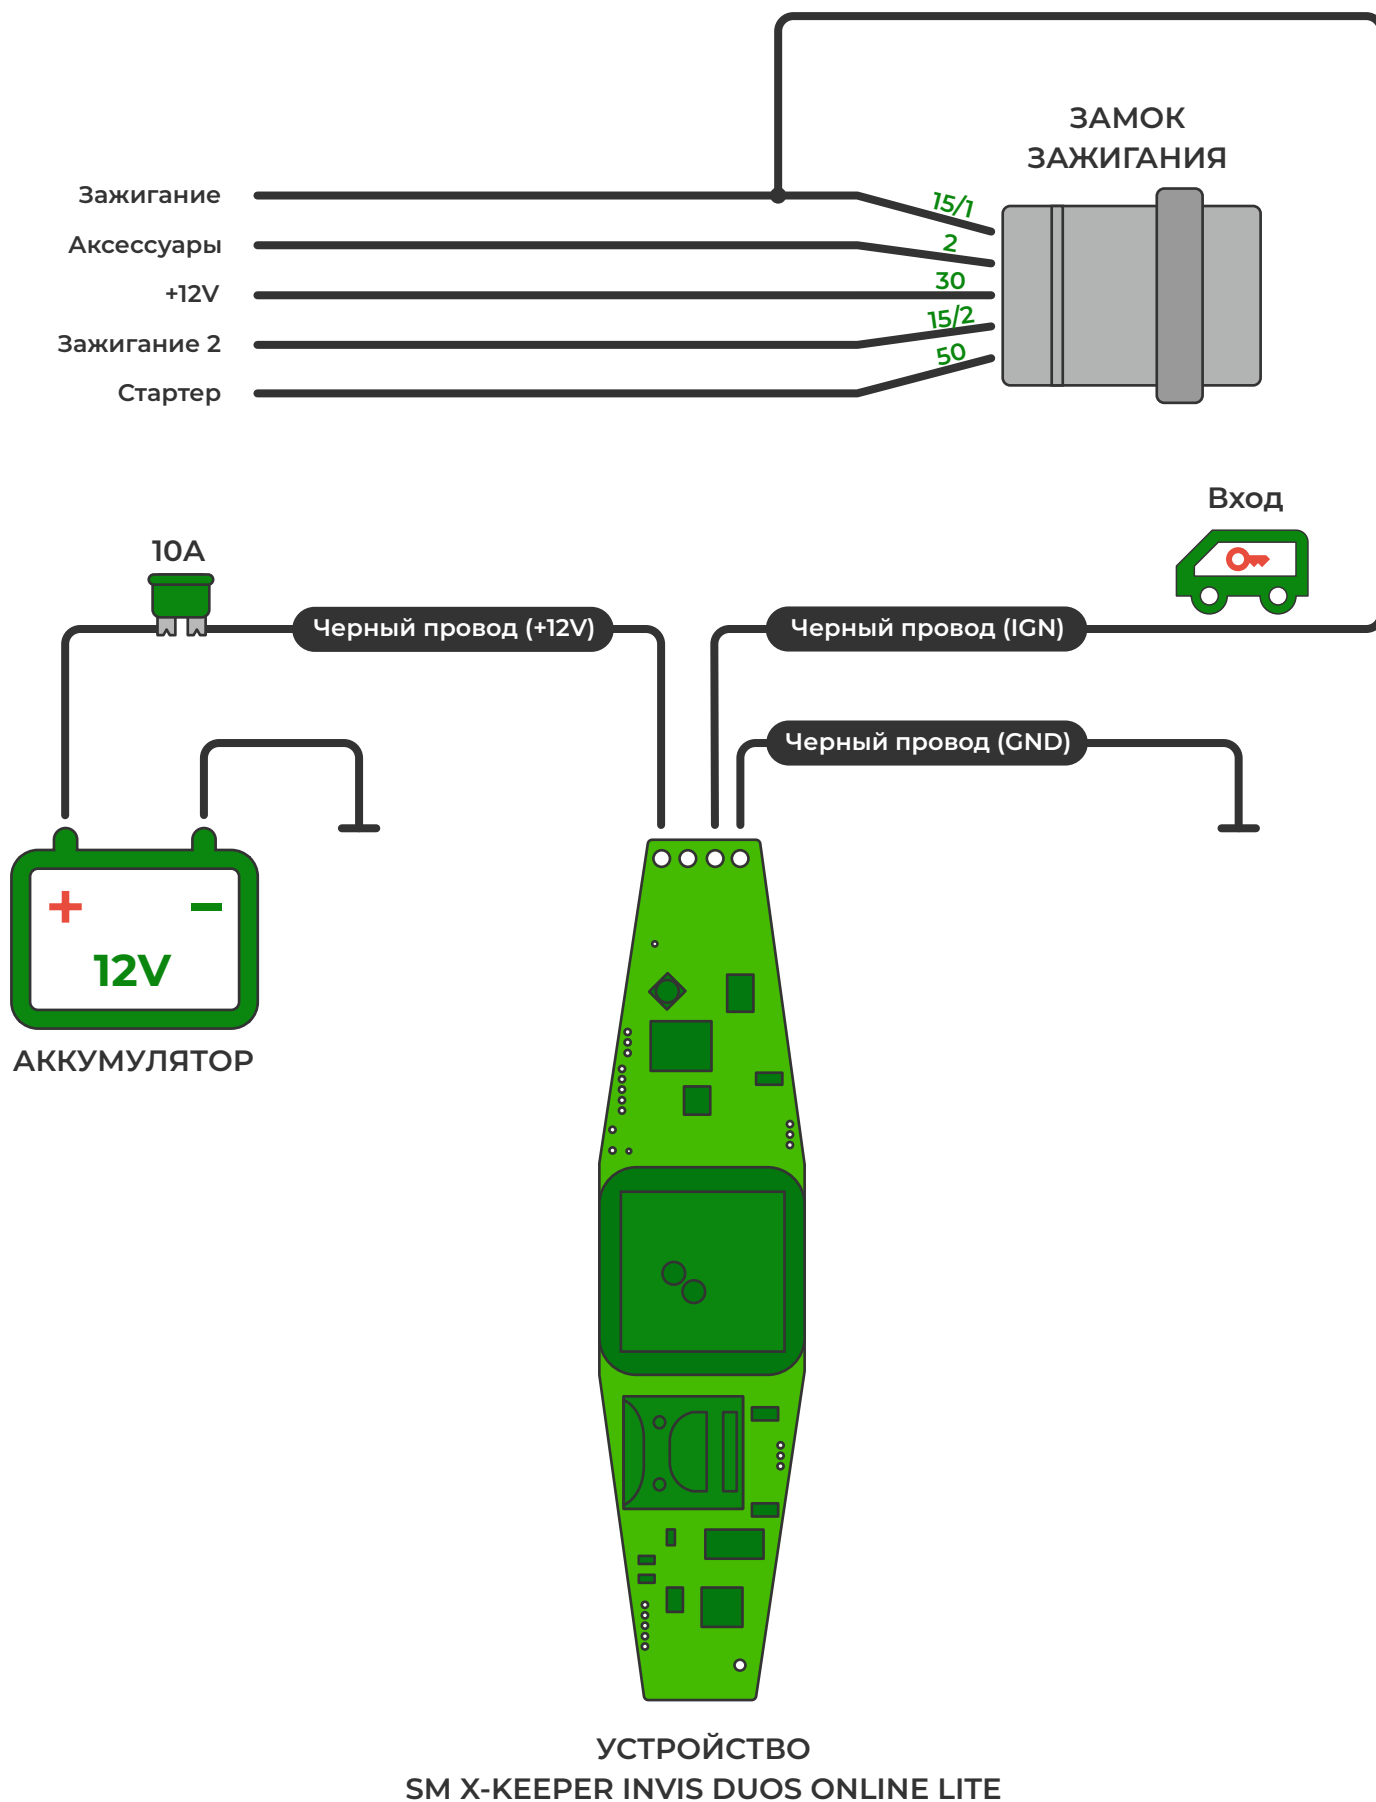 ЗАМОК
ЗАЖИГАНИЯ
Зажигание
15/1
Аксессуары
2
+12V
30
Зажигание 2
15/2
Стартер
50
Вход
10А
Черный провод (+12V)
Черный провод (IGN)
Черный провод (GND)
+ −
12V
АККУМУЛЯТОР
УСТРОЙСТВО
SM X-KEEPER INVIS DUOS ONLINE LITE